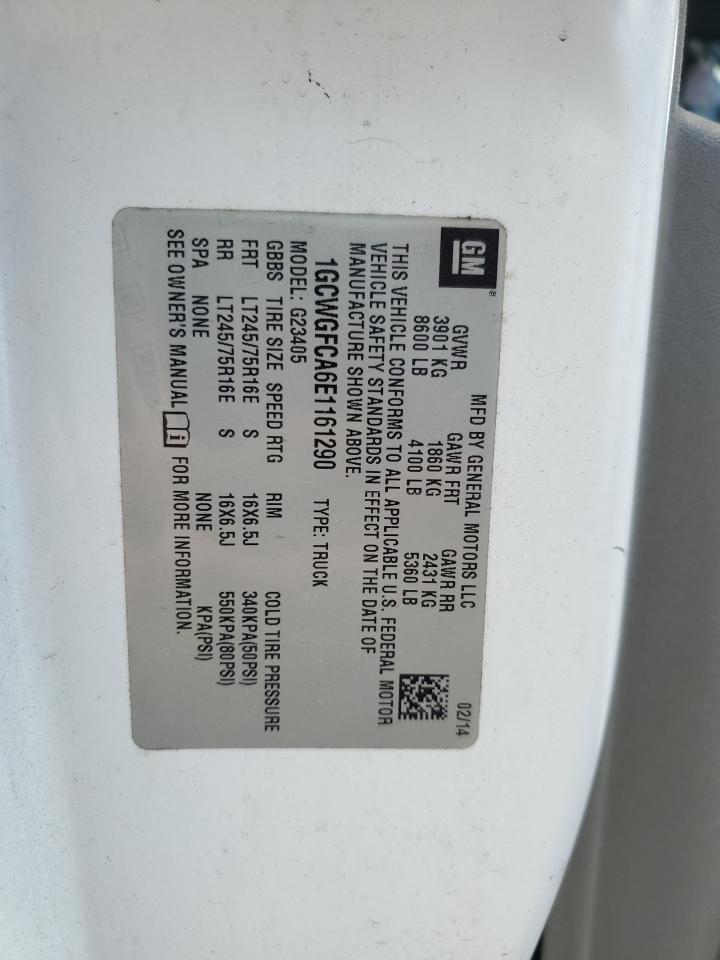 GM®
MFD BY GENERAL MOTORS LLC 02/14
GVWR GAWR FRT GAWR RR
3901 KG 1860 KG 2431 KG
8600 LB 4100 LB 5360 LB
THIS VEHICLE CONFORMS TO ALL APPLICABLE U.S. FEDERAL MOTOR
VEHICLE SAFETY STANDARDS IN EFFECT ON THE DATE OF
MANUFACTURE SHOWN ABOVE.
1GCWGFCA6E1161290 TYPE: TRUCK
MODEL: G23405
GBBS TIRE SIZE SPEED RTG RIM COLD TIRE PRESSURE
FRT LT245/75R16E S 16X6.5J 340KPA(50PSI)
RR LT245/75R16E S 16X6.5J 550KPA(80PSI)
SPA NONE NONE KPA(PSI)
SEE OWNER'S MANUAL FOR MORE INFORMATION.